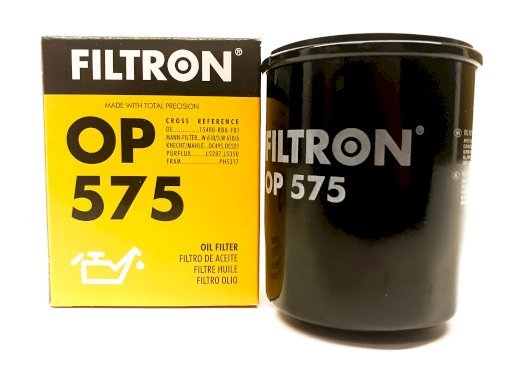 FILTRON®
MADE WITH TOTAL PRECISION
OP
575
CROSS REFERENCE
OE..............15400-RBA-F01
MANN-FILTER..W 610/3,W 610/6
KNECHT/MAHLE..OC495,OC521
PURFLUX.......LS287,LS350
FRAM..............PH5317
OIL FILTER
FILTRO DE ACEITE
FILTRE HUILE
FILTRO OLIO
FILTRON®
OP 575